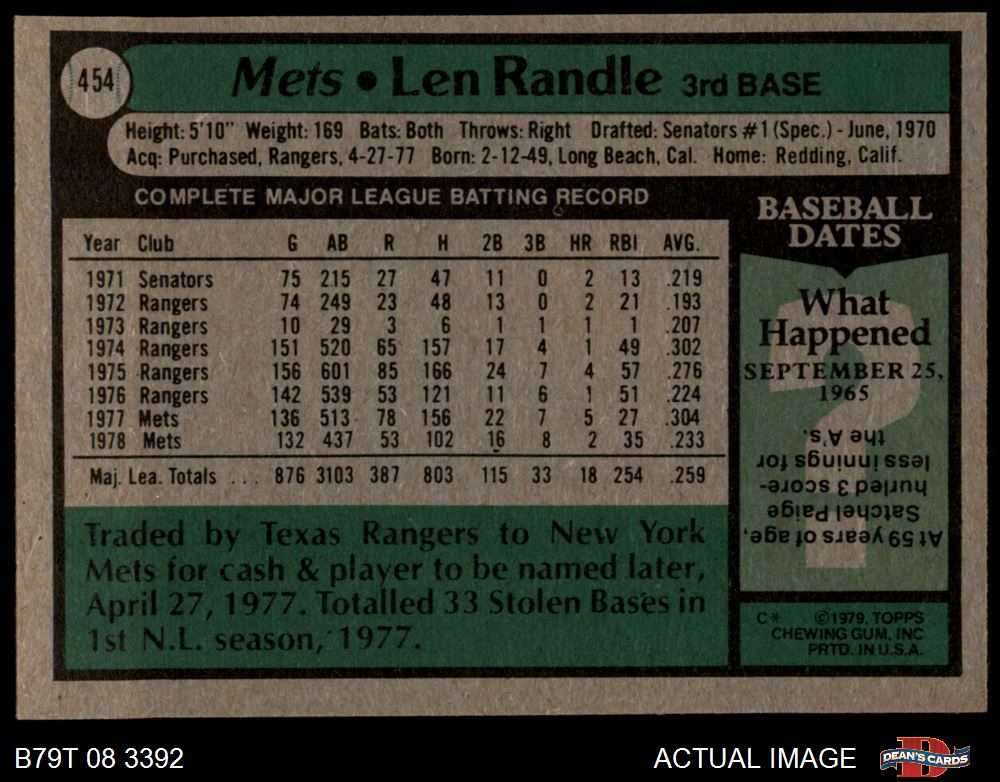 454
Mets • Len Randle 3rd BASE
Height: 5'10" Weight: 169 Bats: Both Throws: Right Drafted: Senators #1 (Spec.) - June, 1970
Acq: Purchased, Rangers, 4-27-77 Born: 2-12-49, Long Beach, Cal. Home: Redding, Calif.
COMPLETE MAJOR LEAGUE BATTING RECORD
Year Club G AB R H 2B 3B HR RBI AVG.
1971 Senators 75 215 27 47 11 0 2 13 .219
1972 Rangers 74 249 23 48 13 0 2 21 .193
1973 Rangers 10 29 3 6 1 1 1 1 .207
1974 Rangers 151 520 65 157 17 4 1 49 .302
1975 Rangers 156 601 85 166 24 7 4 57 .276
1976 Rangers 142 539 53 121 11 6 1 51 .224
1977 Mets 136 513 78 156 22 7 5 27 .304
1978 Mets 132 437 53 102 16 8 2 35 .233
Maj. Lea. Totals ... 876 3103 387 803 115 33 18 254 .259
Traded by Texas Rangers to New York
Mets for cash & player to be named later,
April 27, 1977. Totalled 33 Stolen Bases in
1st N.L. season, 1977.
BASEBALL
DATES
What
Happened
SEPTEMBER 25,
1965
At 59 years of age,
Satchel Paige
hurled 3 score-
less innings for
the A's.
C* ©1979, TOPPS
CHEWING GUM, INC
PRTD. IN U.S.A.
B79T 08 3392
ACTUAL IMAGE
DEAN'S CARDS